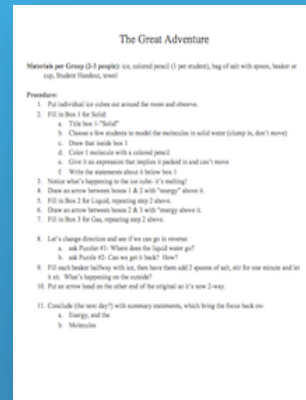 The Great Adventure
Materials per Group (2-3 people): ice, colored pencil (1 per student), bag of salt with spoon, beaker or
cup, Student Handout, towel
Procedure:
1. Put individual ice cubes out around the room and observe.
2. Fill in Box 1 for Solid:
a. Title box 1-"Solid"
b. Choose a few students to model the molecules in solid water (clump in, don't move)
c. Draw that inside box 1
d. Color 1 molecule with a colored pencil
e. Give it an expression that implies it packed in and can't move
f. Write the statements about it below box 1
3. Notice what's happening to the ice cube- it's melting!
4. Draw an arrow between boxes 1 & 2 with "energy" above it.
5. Fill in Box 2 for Liquid, repeating step 2 above.
6. Draw an arrow between boxes 2 & 3 with "energy above it.
7. Fill in Box 3 for Gas, repeating step 2 above.
8. Let's change direction and see if we can go in reverse:
a. ask Puzzler #1- Where does the liquid water go?
b. ask Puzzle #2- Can we get it back? How?
9. Fill each beaker halfway with ice, then have them add 2 spoons of salt, stir for one minute and let
it sit. What's happening on the outside?
10. Put an arrow head on the other end of the original so it's now 2-way.
11. Conclude (the next day?) with summary statements, which bring the focus back on-
a. Energy, and the
b. Molecules